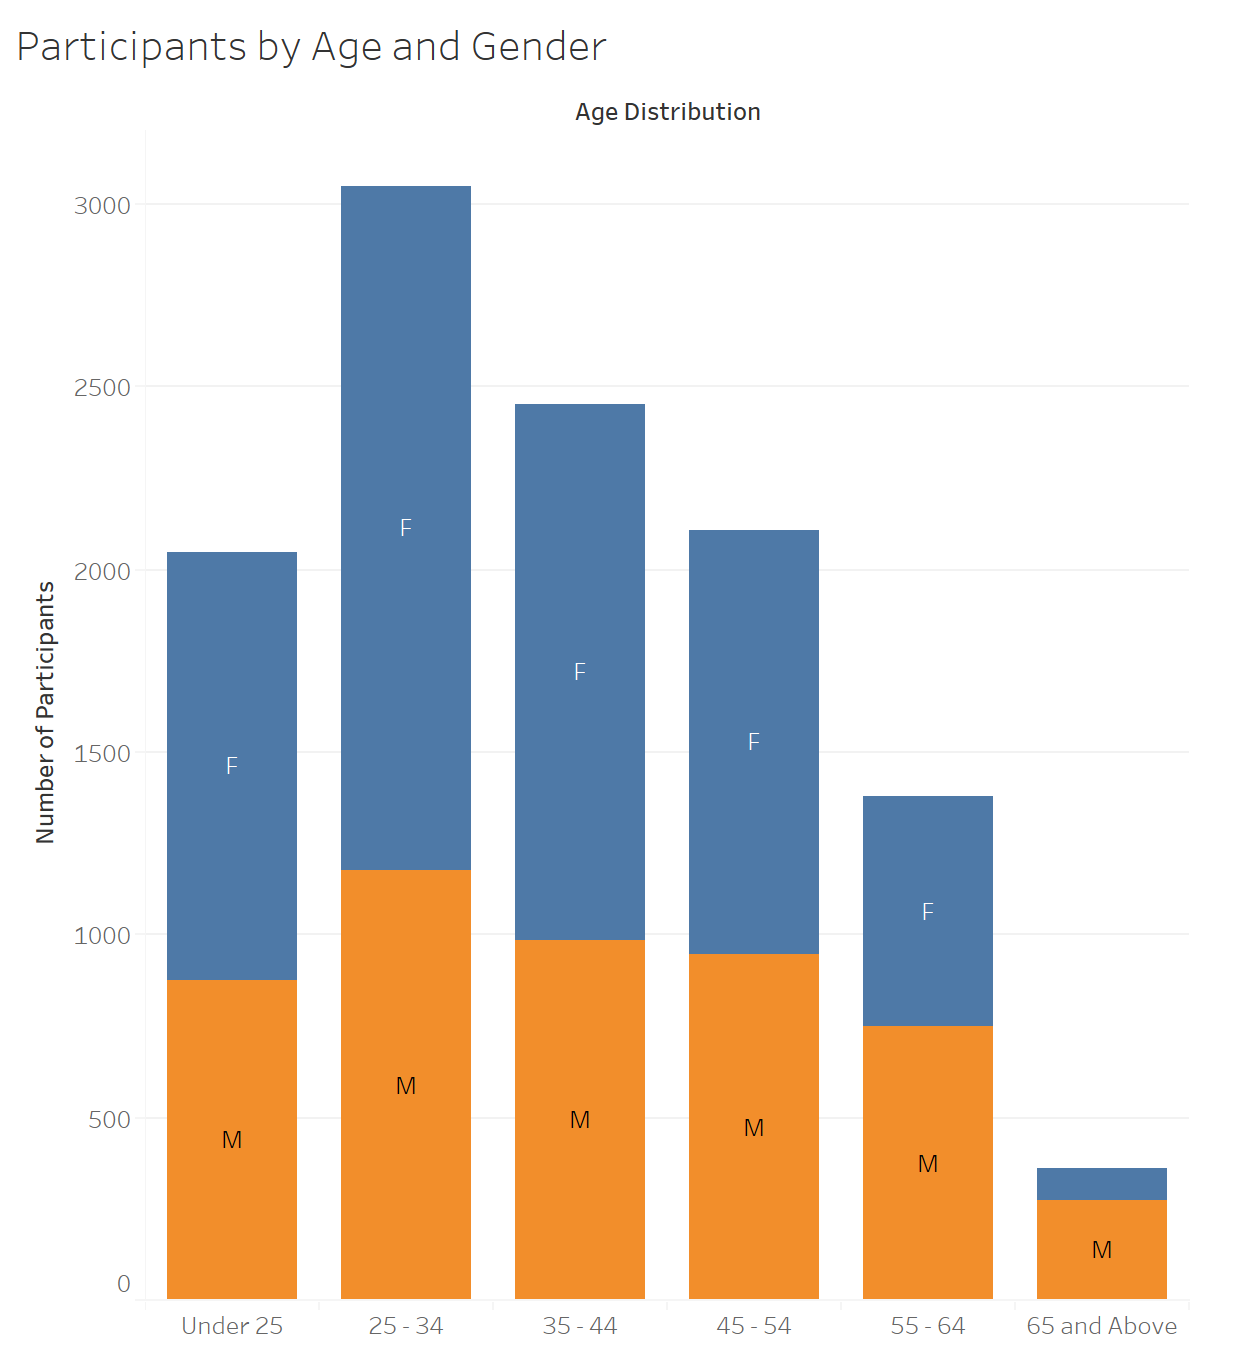 Participants by Age and Gender
Age Distribution
Number of Participants
3000
2500
2000
1500
1000
500
0
F
F
F
F
F
M
M
M
M
M
M
Under 25
25 - 34
35 - 44
45 - 54
55 - 64
65 and Above